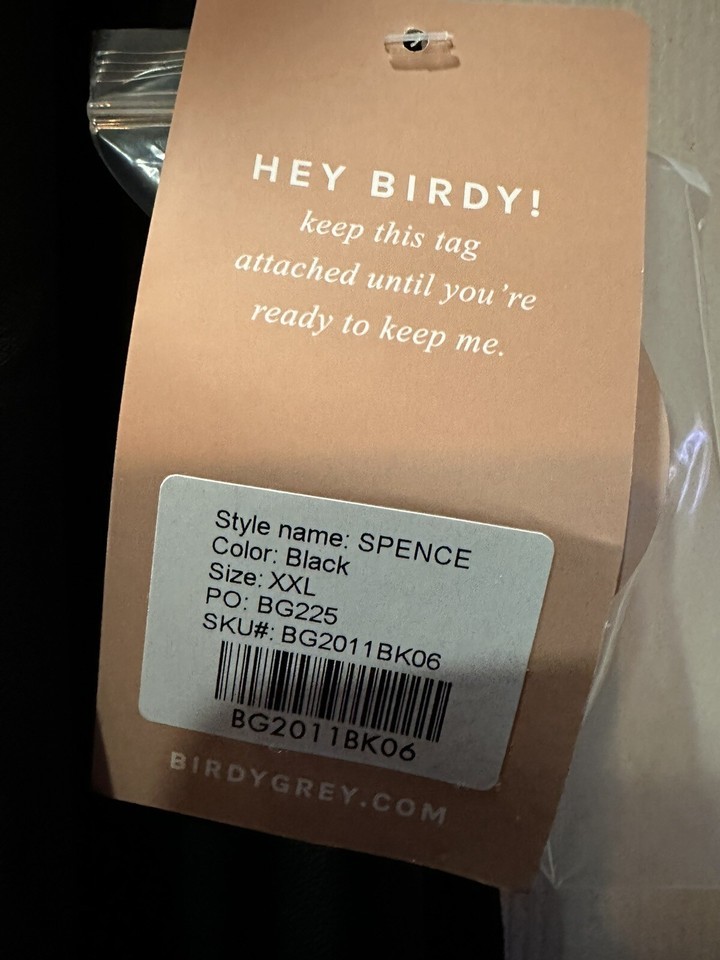 HEY BIRDY!
keep this tag
attached until you're
ready to keep me.
Style name: SPENCE
Color: Black
Size: XXL
PO: BG225
SKU#: BG2011BK06
BG2011BK06
BIRDYGREY.COM